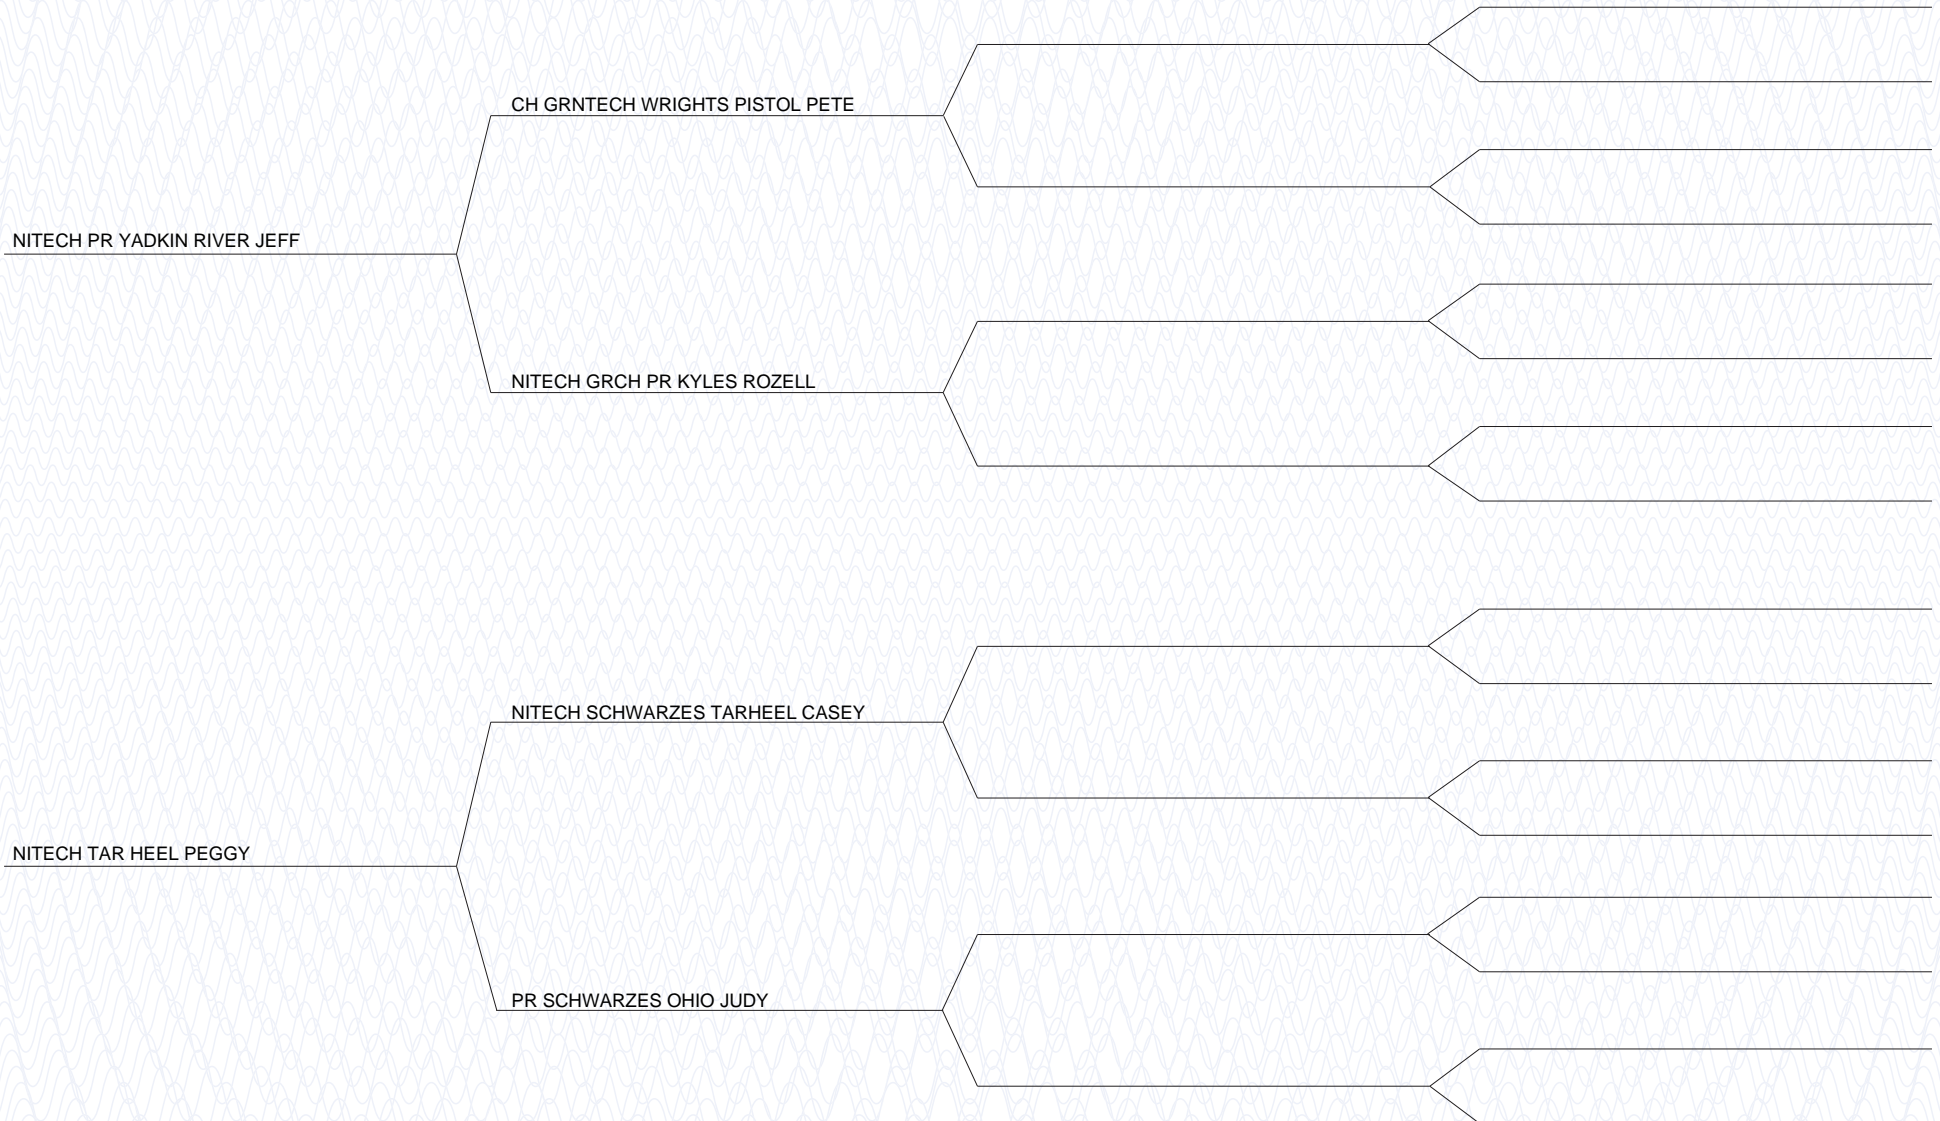 CH GRNTECH WRIGHTS PISTOL PETE
NITECH PR YADKIN RIVER JEFF
NITECH GRCH PR KYLES ROZELL
NITECH SCHWARZES TARHEEL CASEY
NITECH TAR HEEL PEGGY
PR SCHWARZES OHIO JUDY